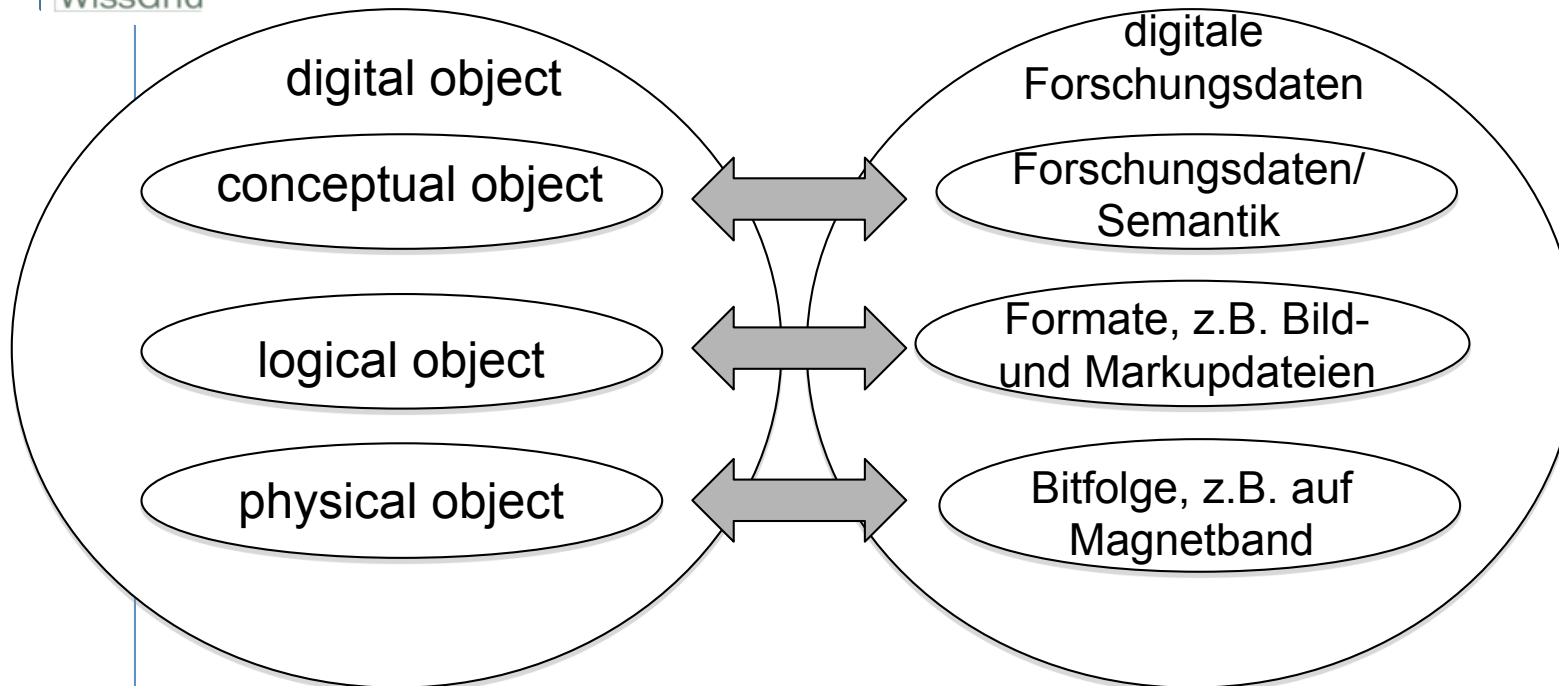 WissGrid
digital object
conceptual object
logical object
physical object
digitale
Forschungsdaten
Forschungsdaten/
Semantik
Formate, z.B. Bild-
und Markupdateien
Bitfolge, z.B. auf
Magnetband